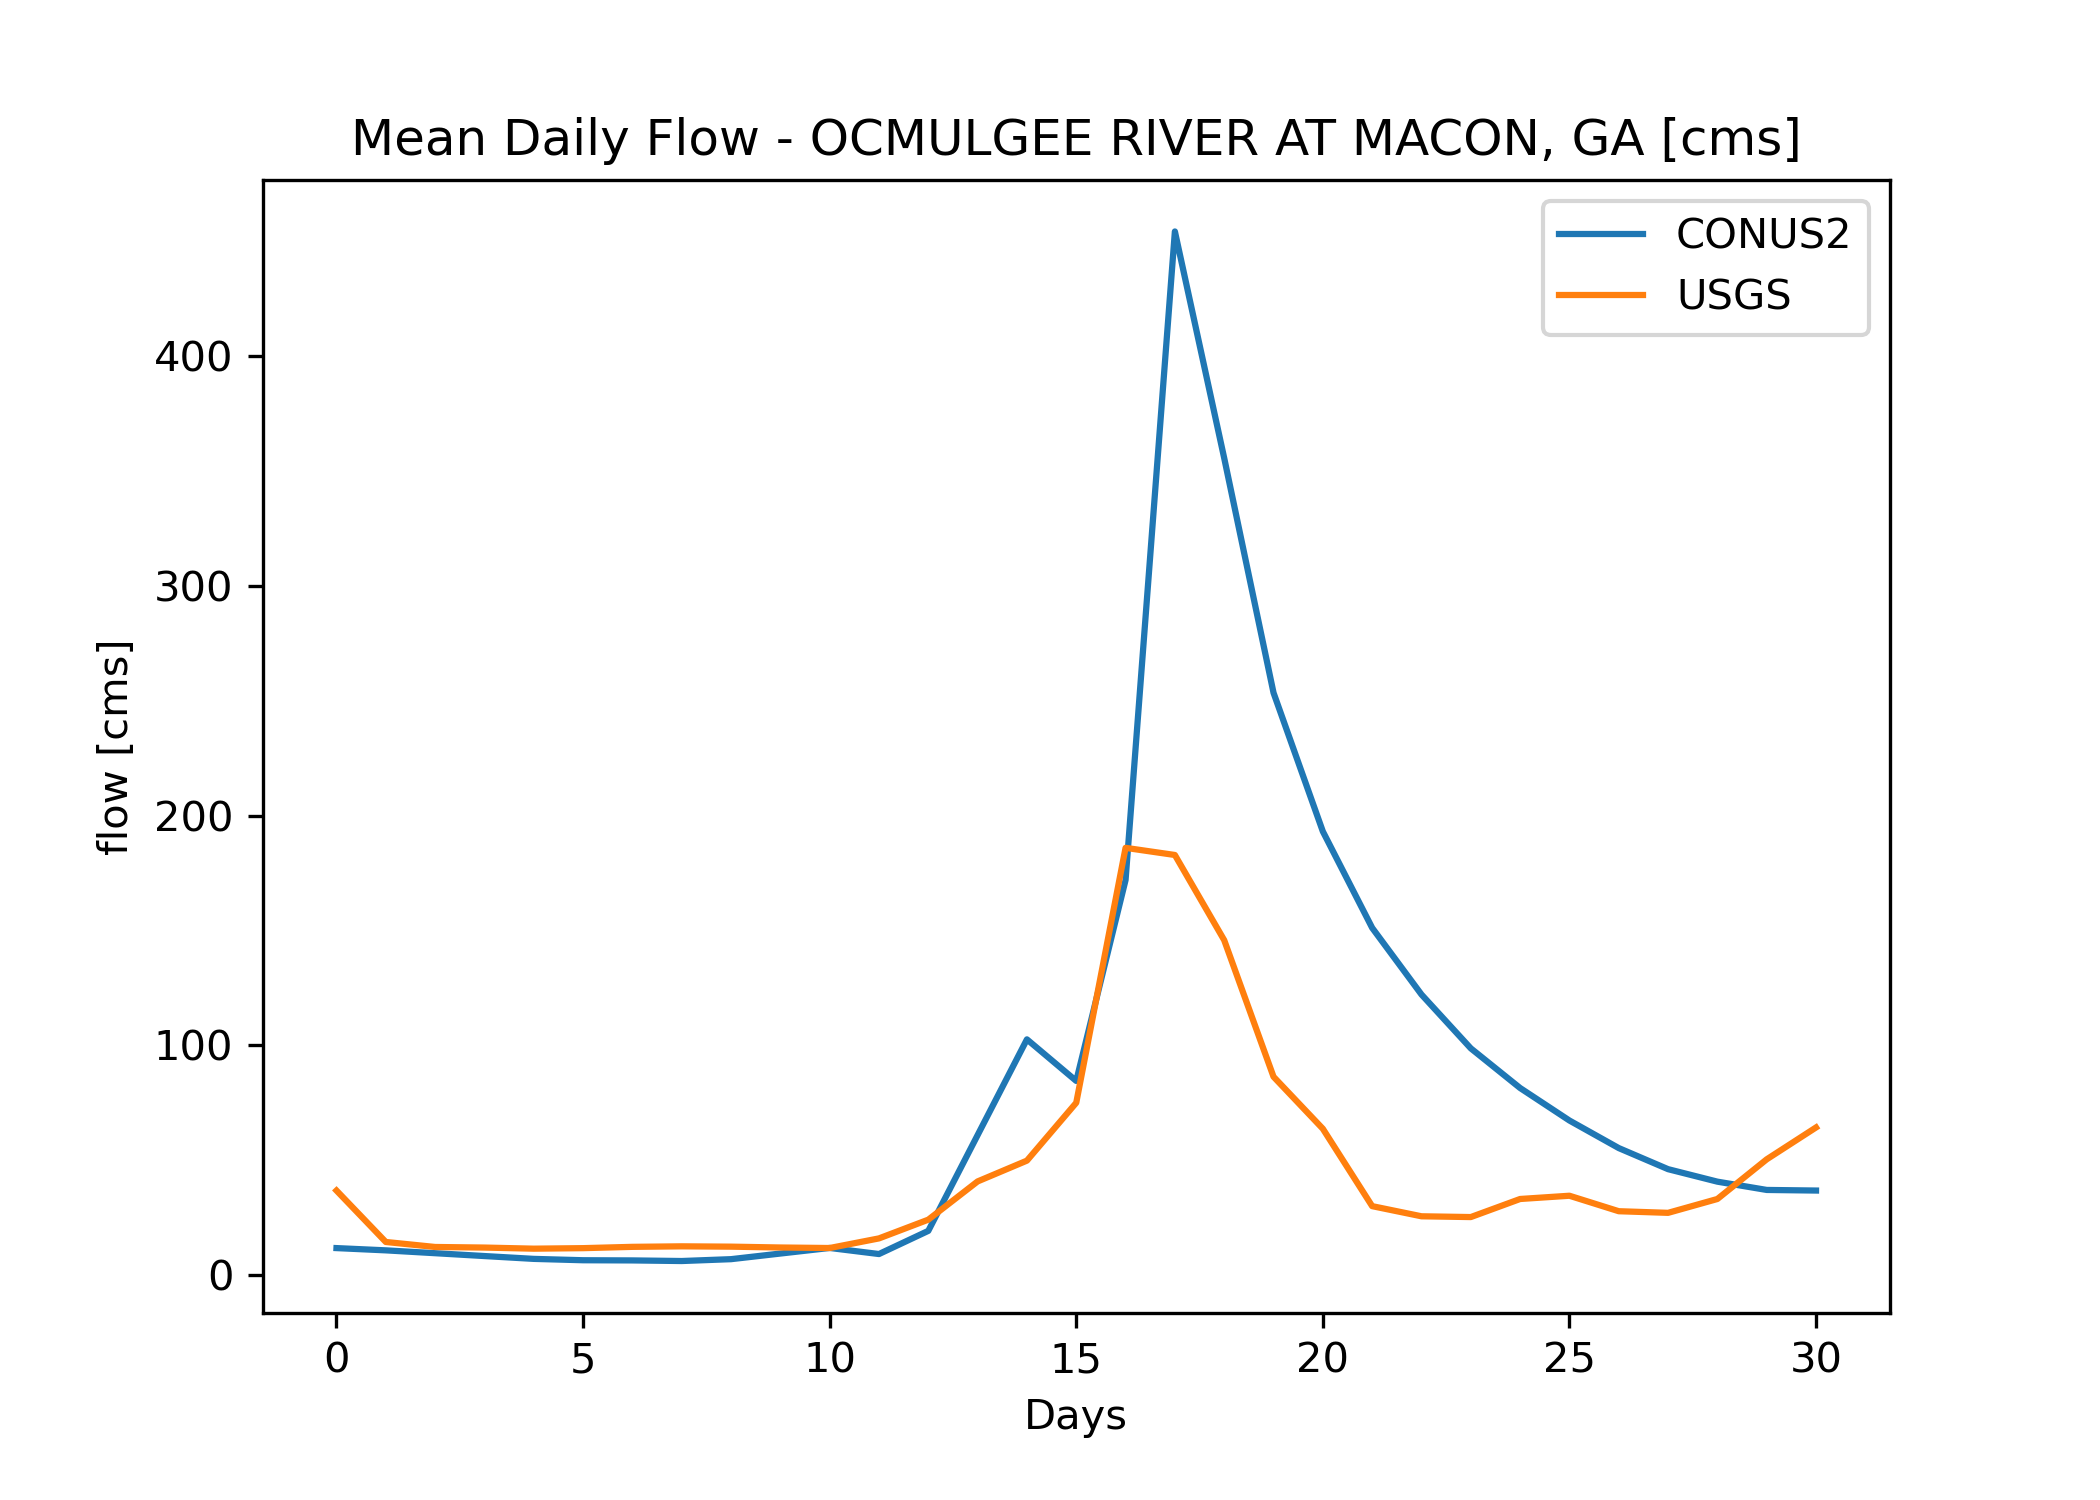 Mean Daily Flow - OCMULGEE RIVER AT MACON, GA [cms]
CONUS2
USGS
flow [cms]
400
300
200
100
0
0 5 10 15 20 25 30
Days